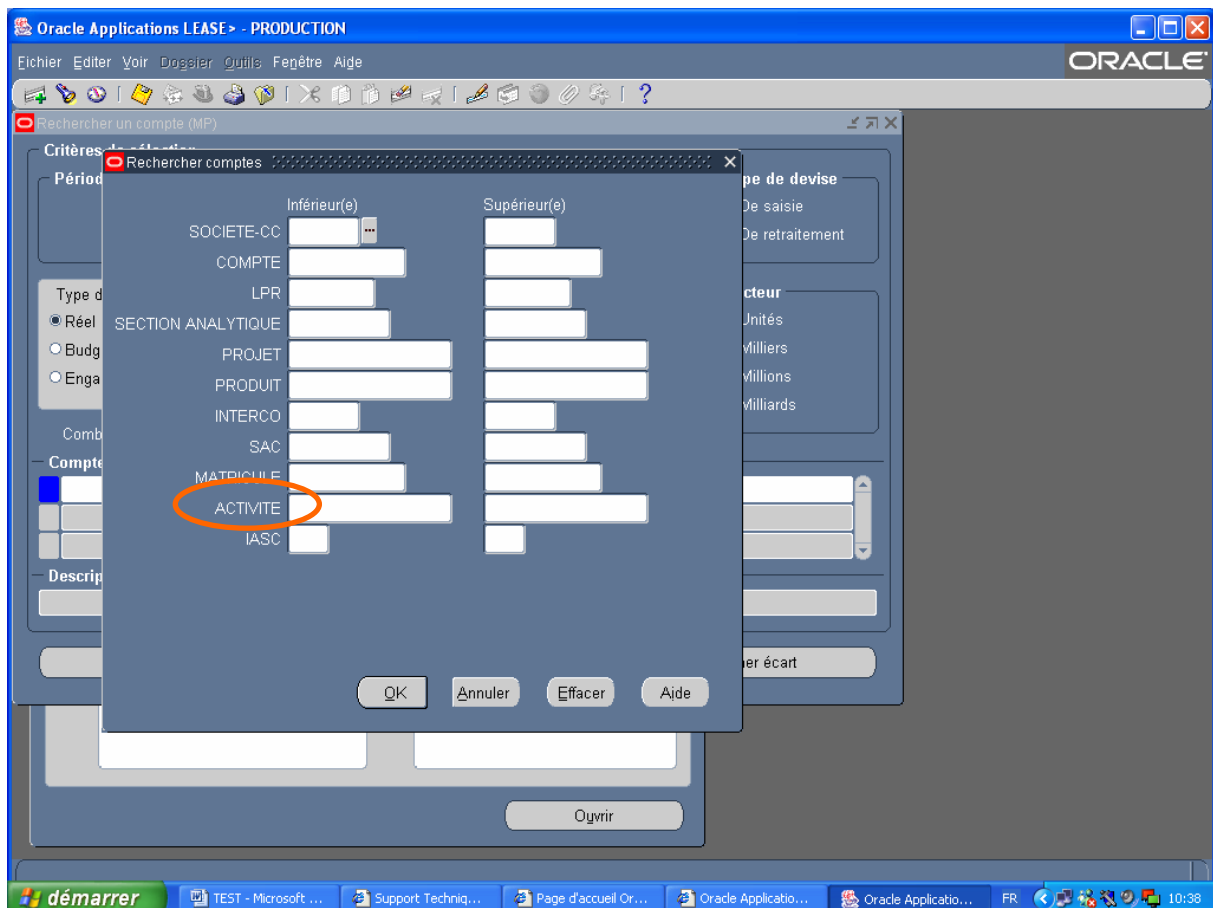 Oracle Applications LEASE> - PRODUCTION
Fichier Editer Voir Dossier Outils Fenêtre Aide
ORACLE
Rechercher un compte (MP)
Critères de sélection
Rechercher comptes
Périod
pe de devise
Inférieur(e) Supérieur(e)
De saisie
SOCIETE-CC ...
De retraitement
COMPTE
Type d
LPR
cteur
Réel
SECTION ANALYTIQUE
Unités
Budg
PROJET
Milliers
Enga
PRODUIT
Millions
INTERCO
Milliards
Comb
SAC
Compte
MATRICULE
ACTIVITE
IASC
Descrip
er écart
OK Annuler Effacer Aide
Ouvrir
démarrer TEST - Microsoft ... Support Techniq... Page d'accueil Or... Oracle Applicatio... Oracle Applicatio... FR 10:38